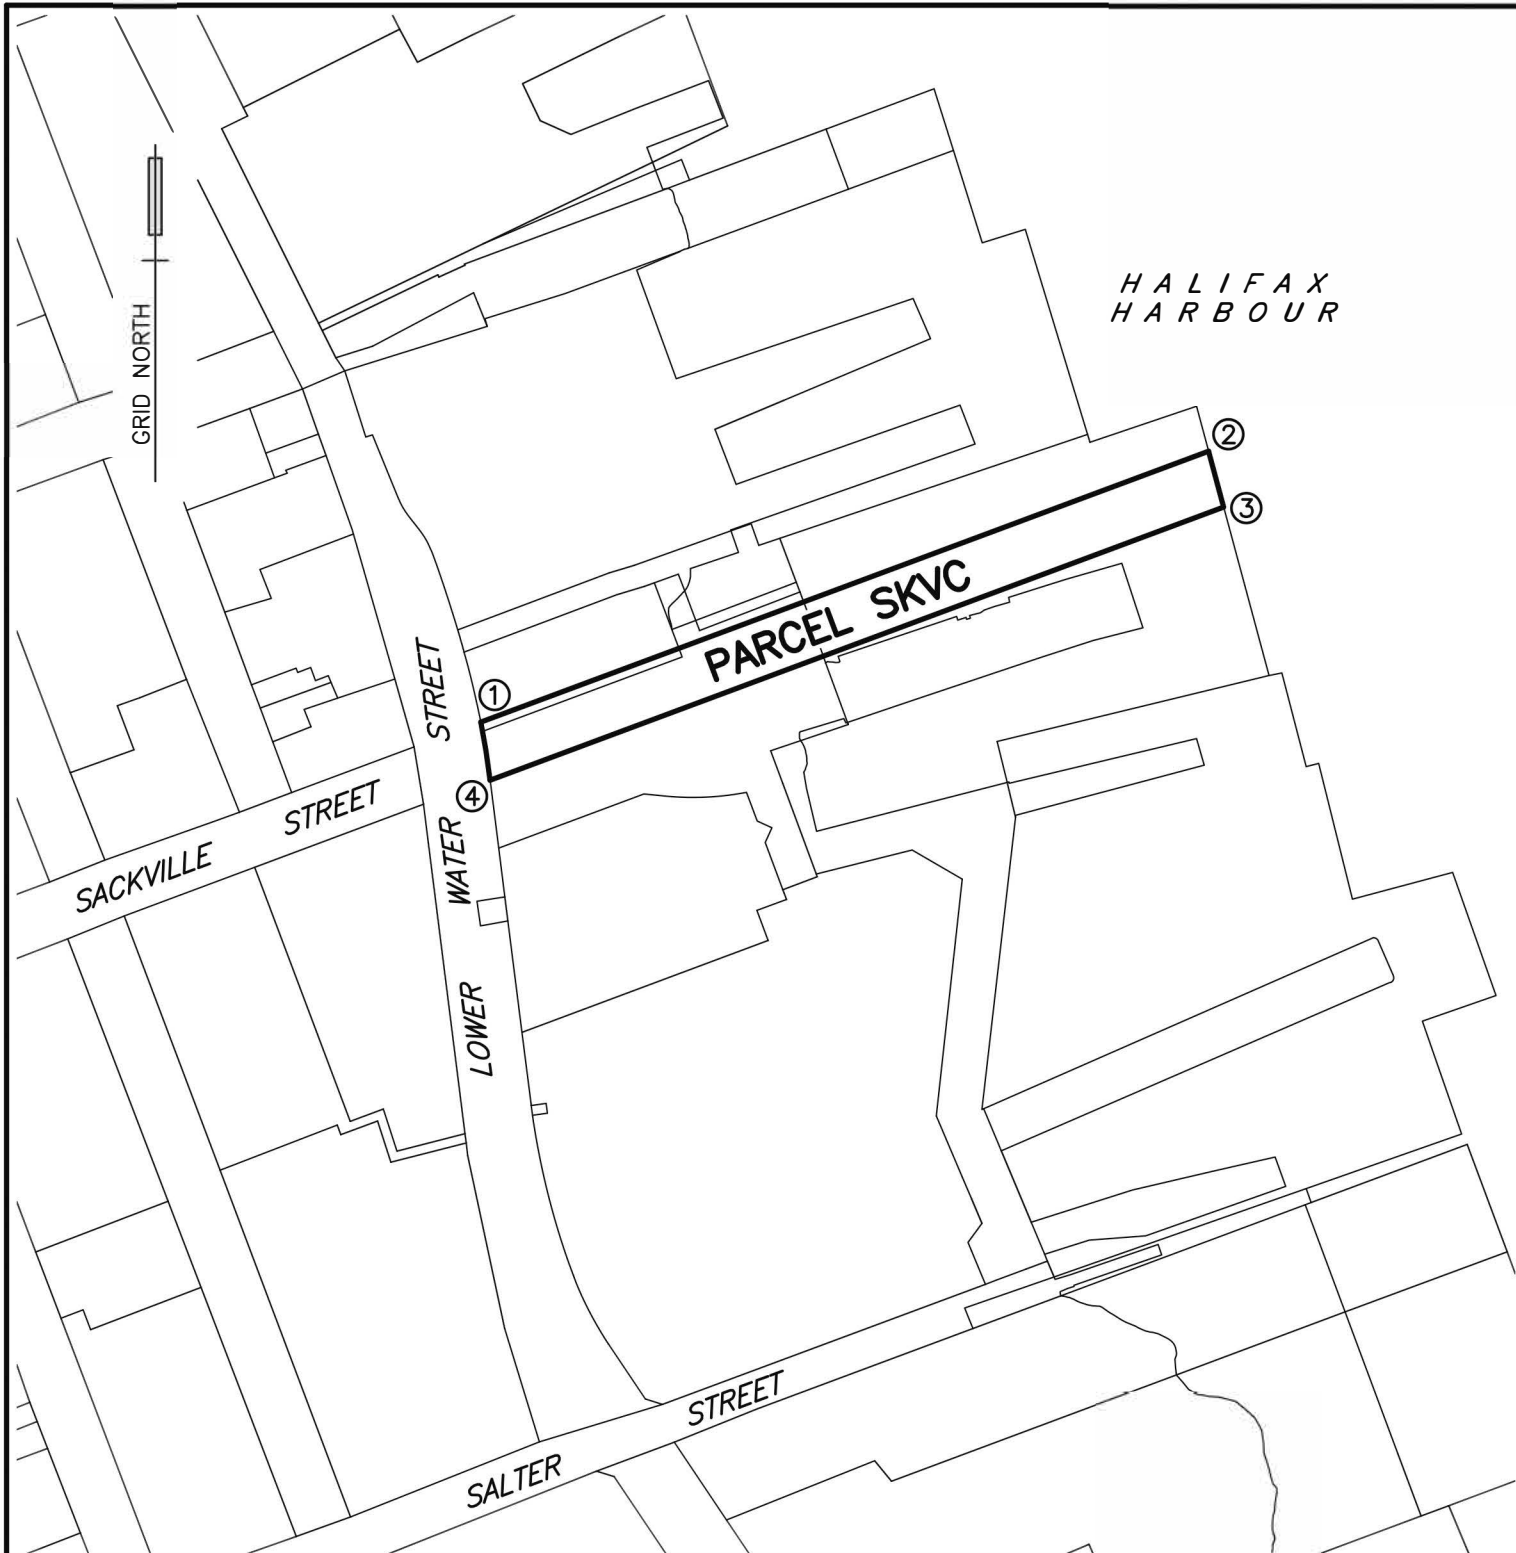 HALIFAX
HARBOUR
GRID NORTH
②
③
PARCEL SKVC
①
④
STREET
WATER
LOWER
SACKVILLE STREET
SALTER STREET